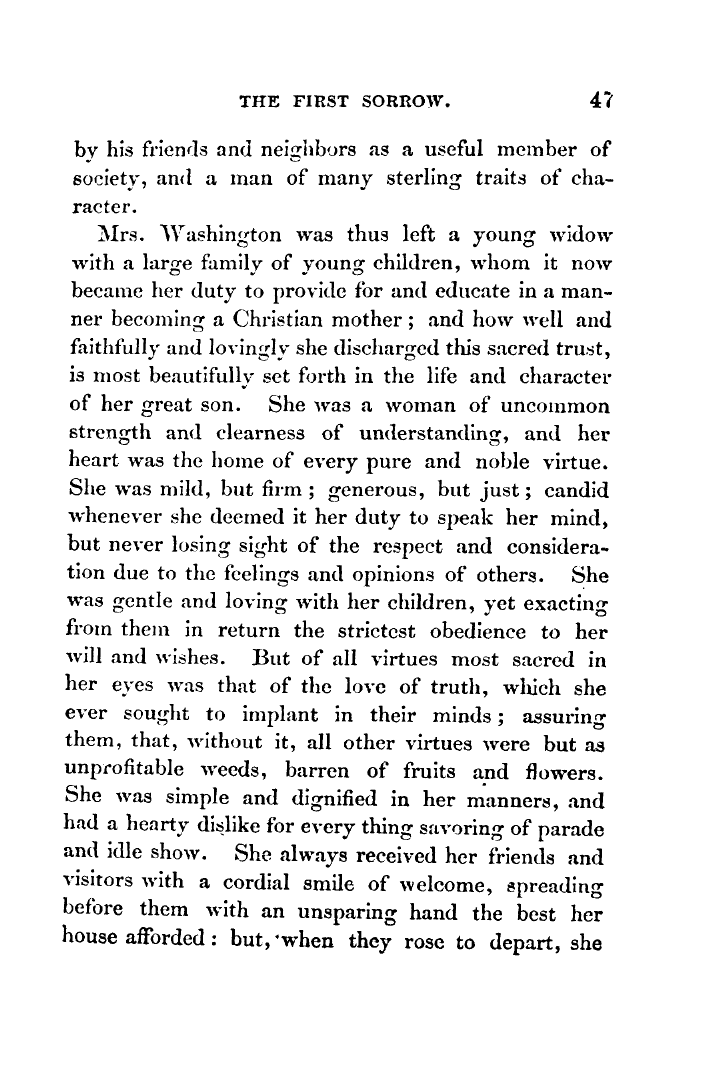 THE FIRST SORROW. 47
by his friends and neighbors as a useful member of
society, and a man of many sterling traits of cha-
racter.
Mrs. Washington was thus left a young widow
with a large family of young children, whom it now
became her duty to provide for and educate in a man-
ner becoming a Christian mother ; and how well and
faithfully and lovingly she discharged this sacred trust,
is most beautifully set forth in the life and character
of her great son. She was a woman of uncommon
strength and clearness of understanding, and her
heart was the home of every pure and noble virtue.
She was mild, but firm ; generous, but just ; candid
whenever she deemed it her duty to speak her mind,
but never losing sight of the respect and considera-
tion due to the feelings and opinions of others. She
was gentle and loving with her children, yet exacting
from them in return the strictest obedience to her
will and wishes. But of all virtues most sacred in
her eyes was that of the love of truth, which she
ever sought to implant in their minds ; assuring
them, that, without it, all other virtues were but as
unprofitable weeds, barren of fruits and flowers.
She was simple and dignified in her manners, and
had a hearty dislike for every thing savoring of parade
and idle show. She always received her friends and
visitors with a cordial smile of welcome, spreading
before them with an unsparing hand the best her
house afforded : but, when they rose to depart, she